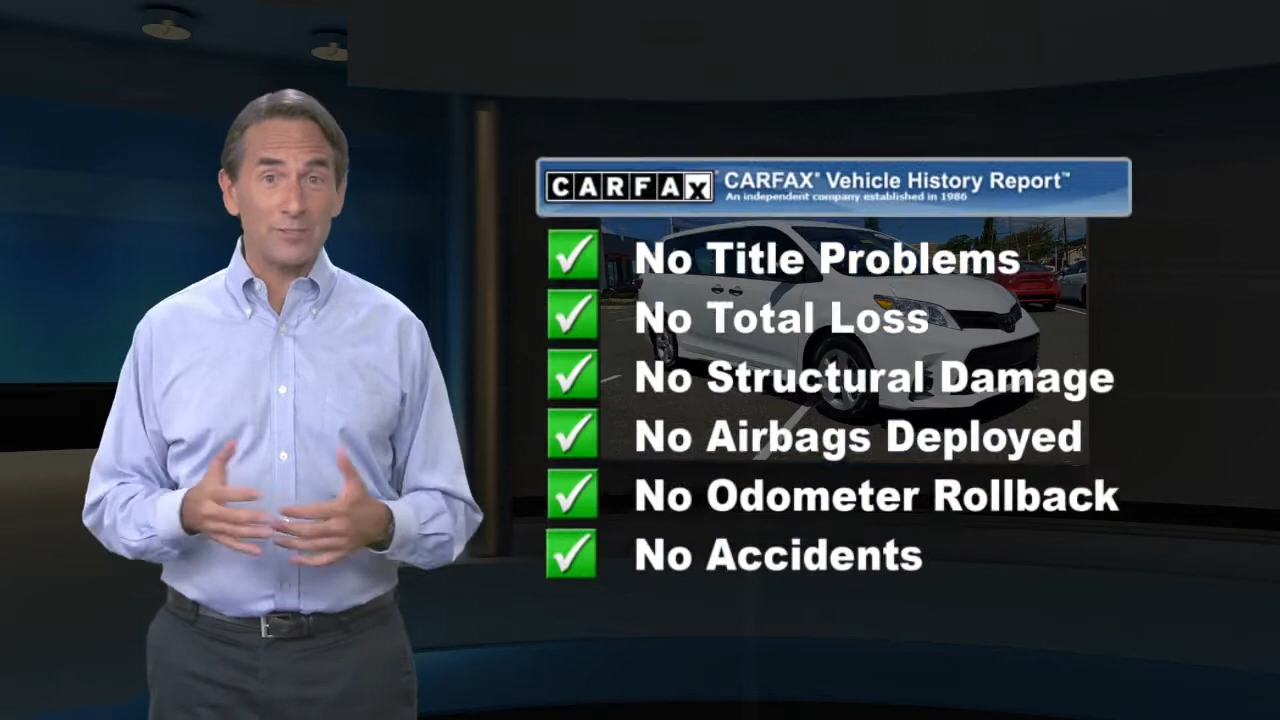 CARFAX® CARFAX® Vehicle History Report™
An independent company established in 1986
No Title Problems
No Total Loss
No Structural Damage
No Airbags Deployed
No Odometer Rollback
No Accidents